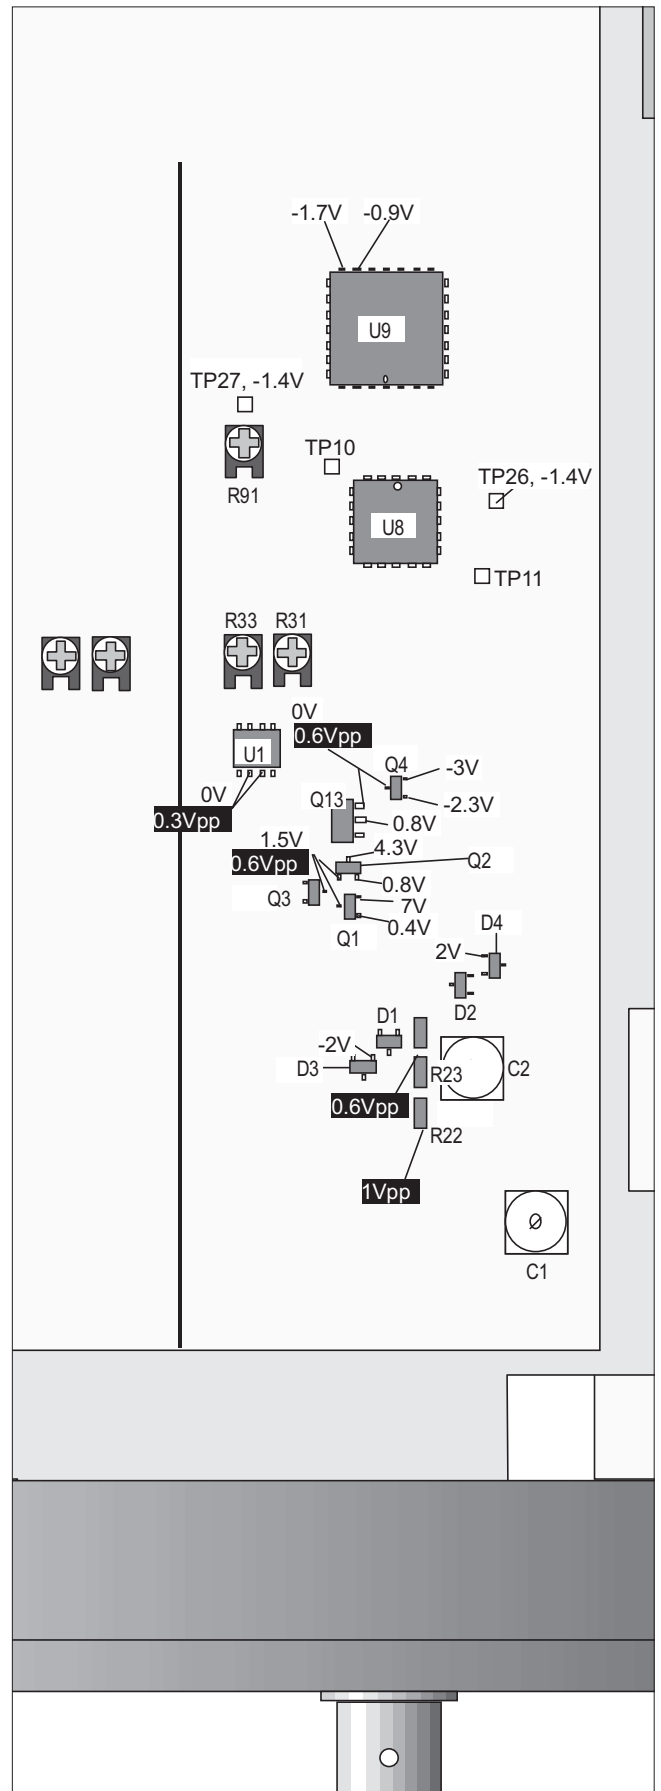 -1.7V -0.9V
U9
TP27, -1.4V
TP10
R91
TP26, -1.4V
U8
TP11
R33 R31
0V
0.6Vpp
U1
Q4
-3V
0V
Q13
-2.3V
0.3Vpp
0.8V
1.5V
4.3V
0.6Vpp
Q2
0.8V
Q3
7V
0.4V
Q1
D4
2V
D2
D1
-2V
D3
R23
C2
0.6Vpp
R22
1Vpp
C1